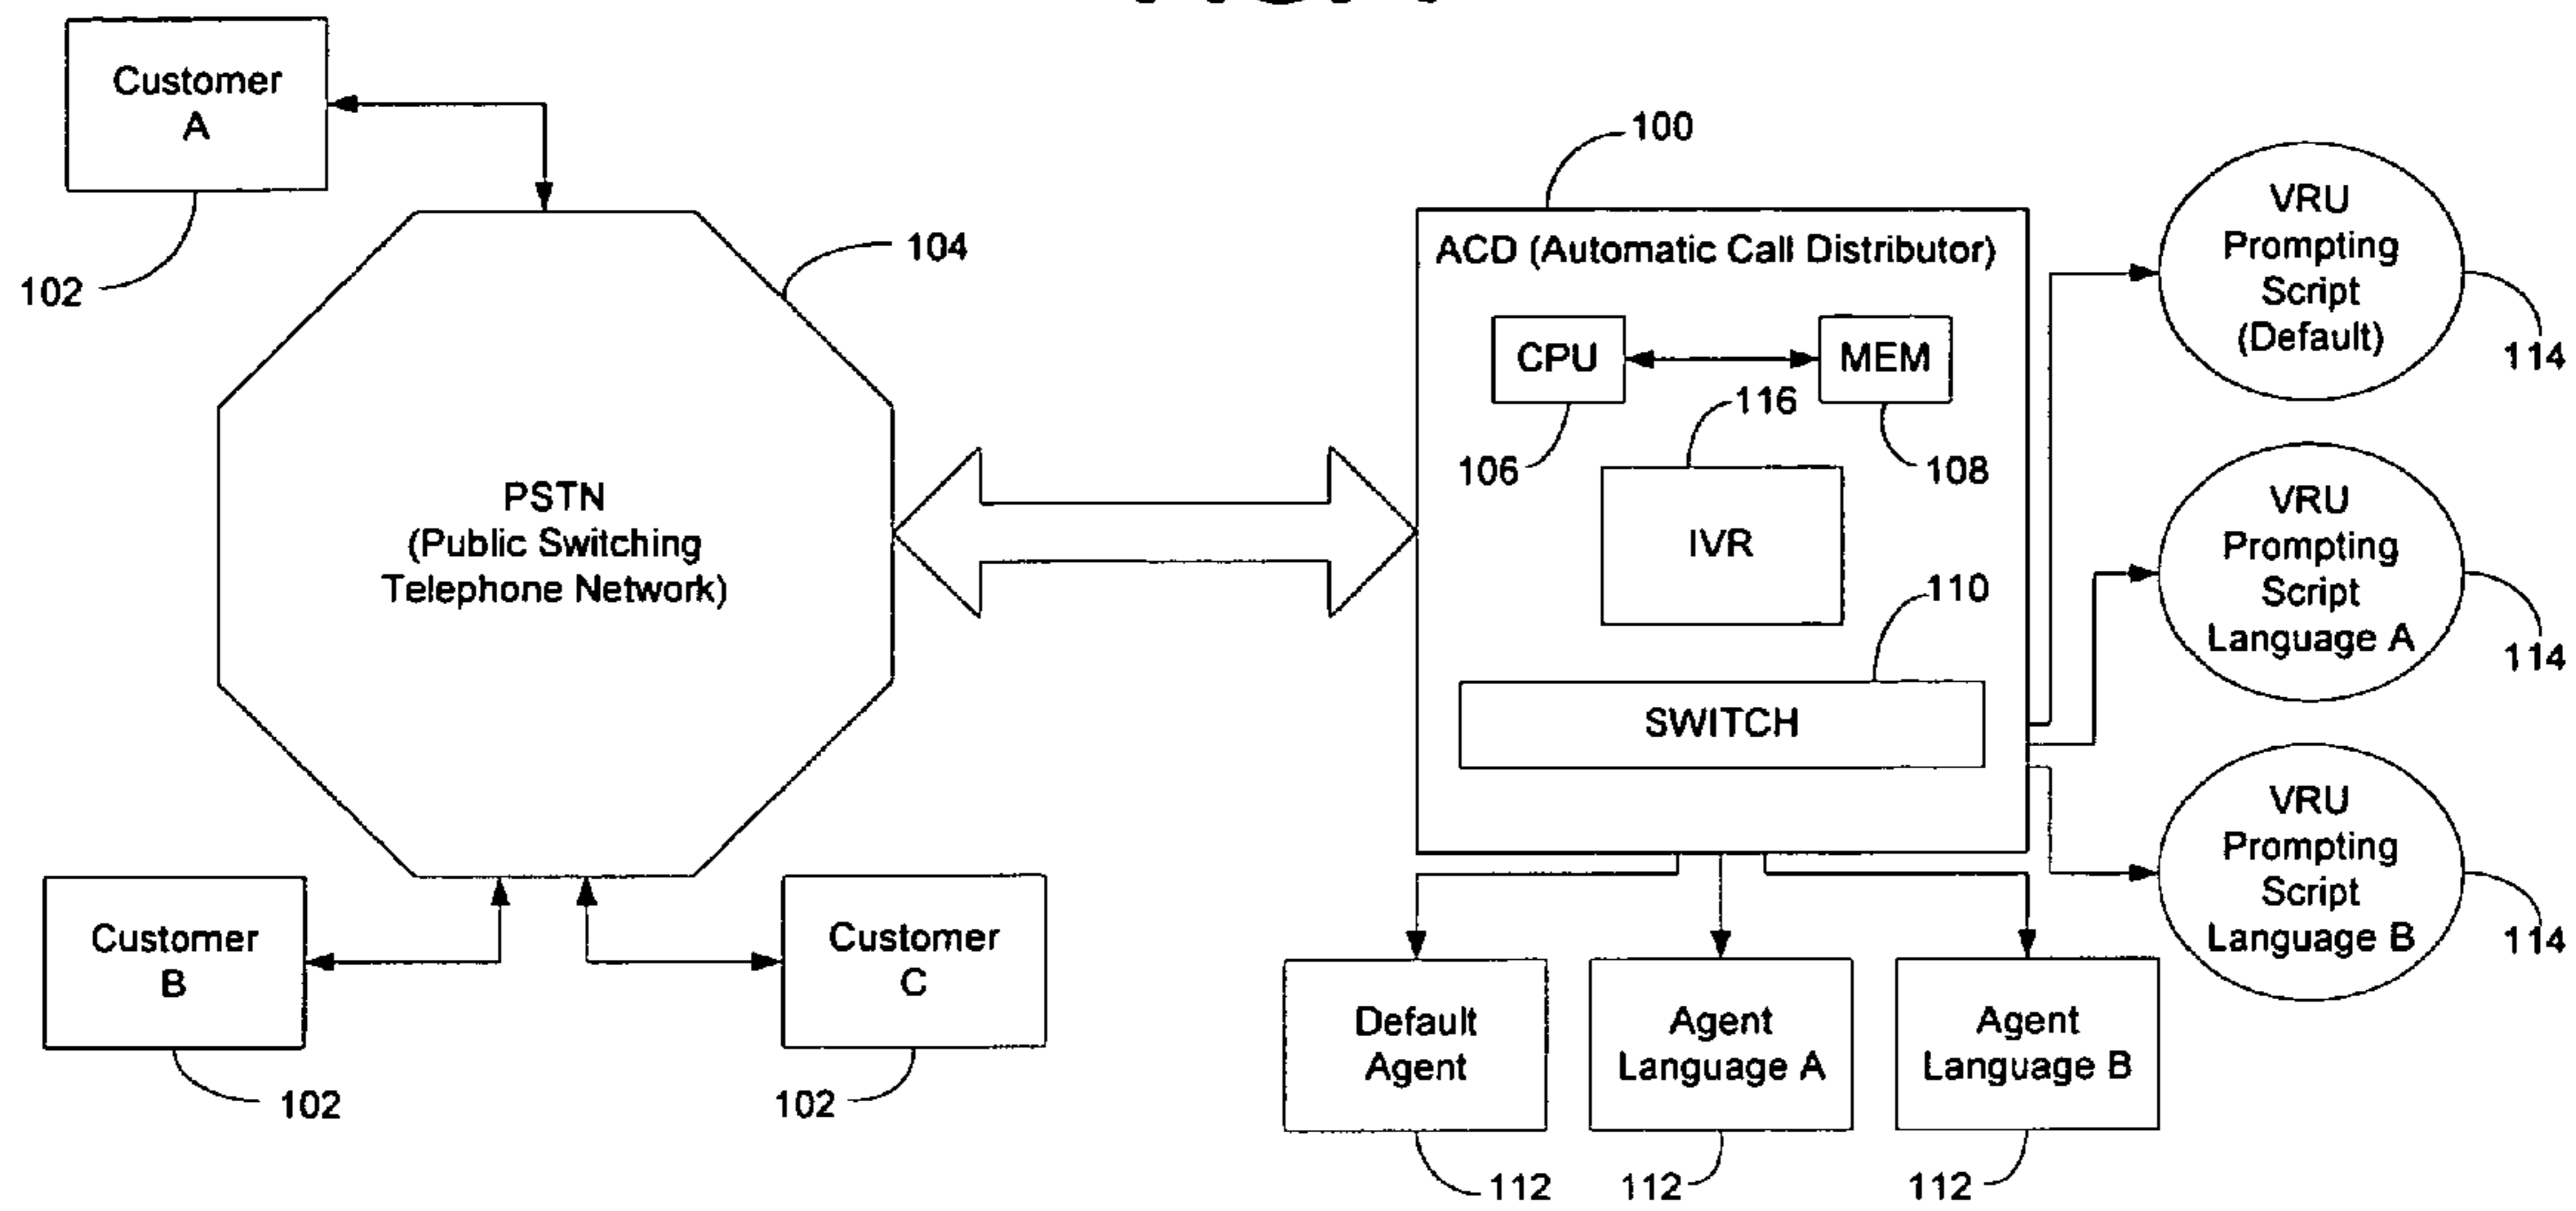 Customer
A
102
104
PSTN
(Public Switching
Telephone Network)
Customer
B
102
Customer
C
102
100
ACD (Automatic Call Distributor)
CPU
MEM
106
116
108
IVR
110
SWITCH
VRU
Prompting
Script
(Default)
114
VRU
Prompting
Script
Language A
114
VRU
Prompting
Script
Language B
114
Default
Agent
112
Agent
Language A
112
Agent
Language B
112